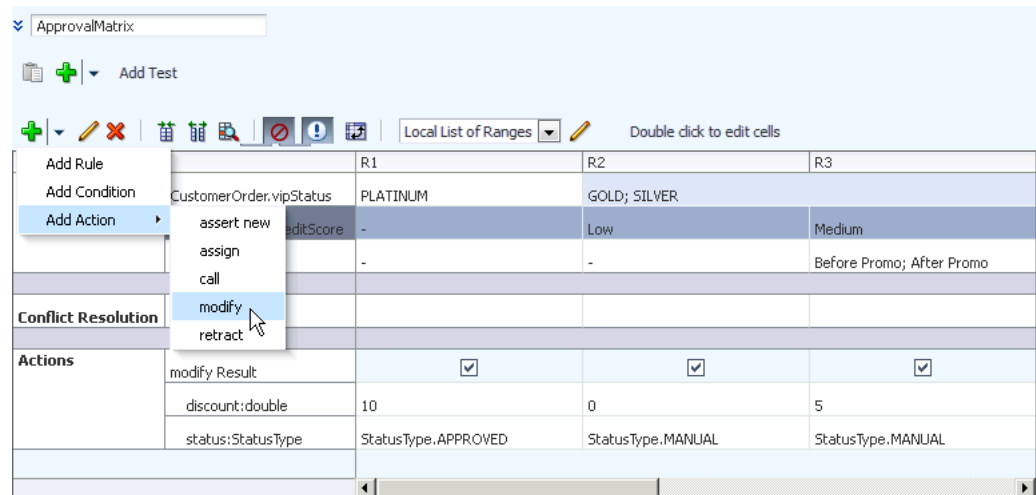 ApprovalMatrix
Add Test
Local List of Ranges Double click to edit cells
Add Rule R1 R2 R3
Add Condition CustomerOrder.vipStatus PLATINUM GOLD; SILVER
Add Action assert new editScore - Low Medium
assign - - Before Promo; After Promo
call
modify
Conflict Resolution
retract
Actions modify Result
discount:double 10 0 5
status:StatusType StatusType.APPROVED StatusType.MANUAL StatusType.MANUAL